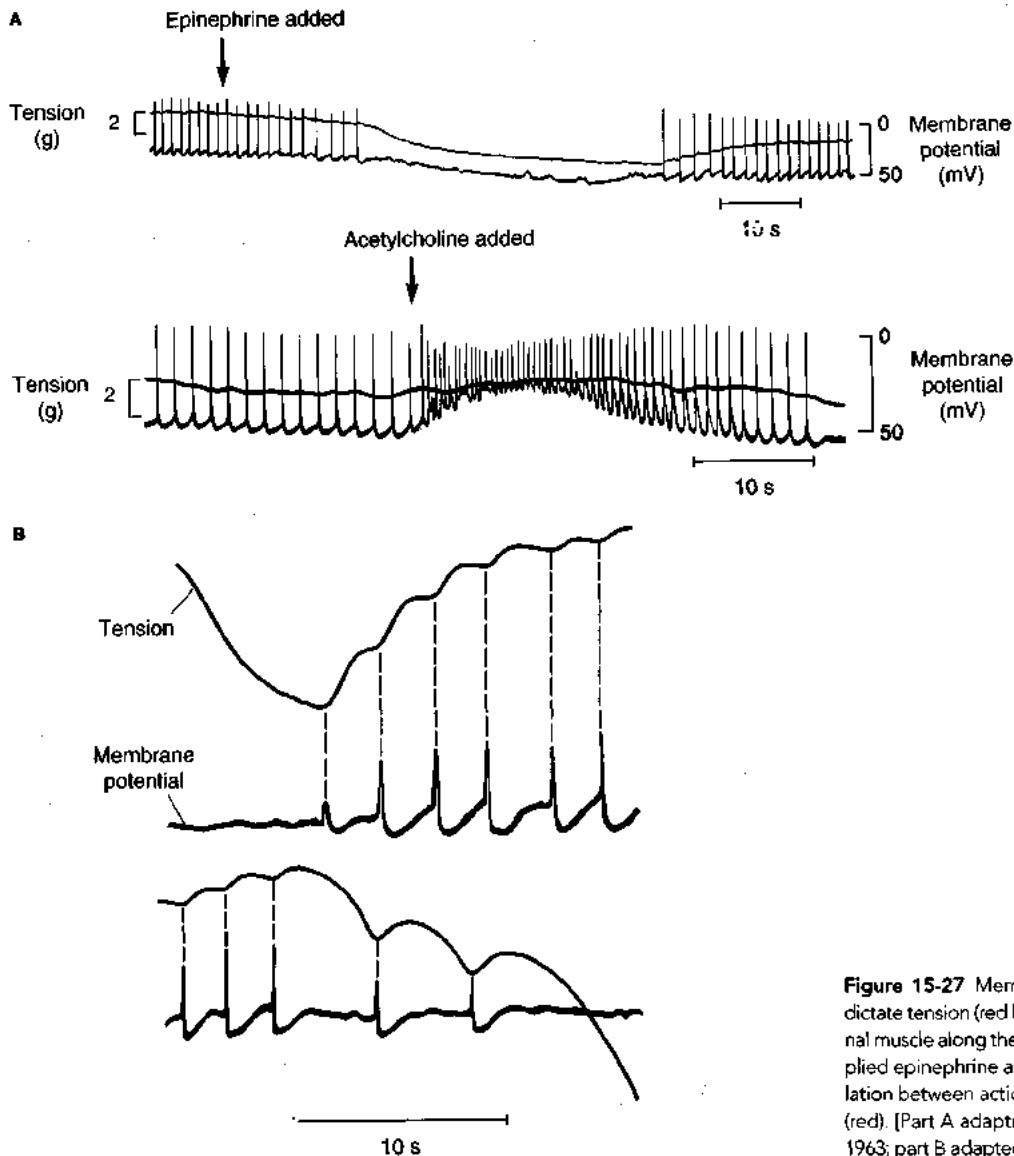 A
Epinephrine added
Tension
(g)
2
0
50
Membrane
potential
(mV)
10 s
Acetylcholine added
Tension
(g)
2
0
50
Membrane
potential
(mV)
10 s
B
Tension
Membrane
potential
10 s
Figure 15-27 Mem
dictate tension (red l
nal muscle along the
plied epinephrine a
lation between actio
(red). [Part A adapt
1963; part B adapted